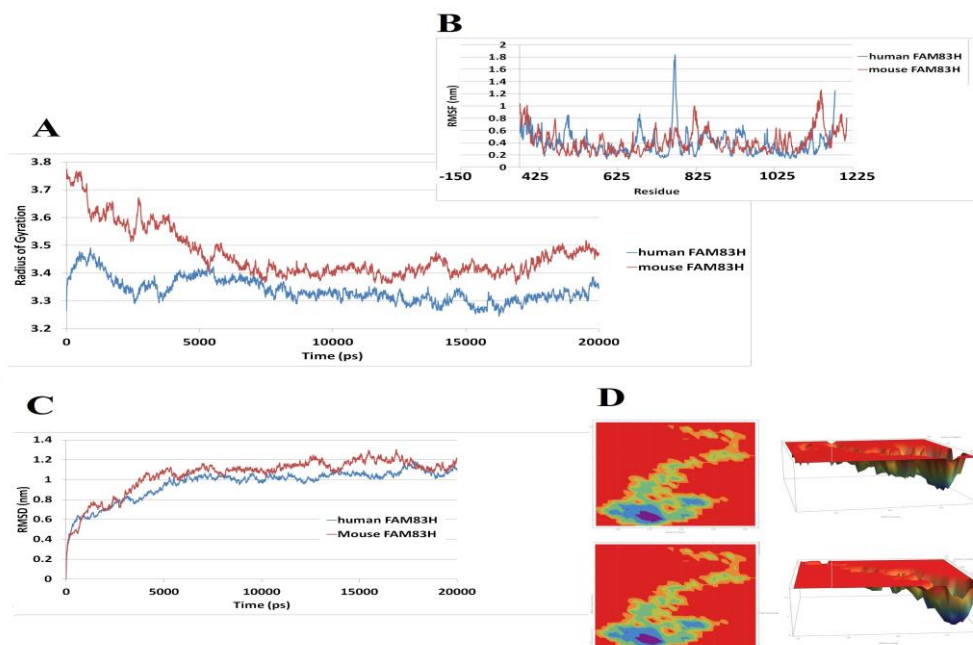 B
2
1.8
1.6
1.4
1.2
1
0.8
0.6
0.4
0.2
0
RMSF (nm)
human FAM83H
mouse FAM83H
-150 425 625 825 1025 1225
Residue
A
3.8
3.7
3.6
3.5
3.4
3.3
3.2
Radius of Gyration
human FAM83H
mouse FAM83H
0 5000 10000 15000 20000
Time (ps)
C
1.4
1.2
1
0.8
0.6
0.4
0.2
0
RMSD (nm)
human FAM83H
Mouse FAM83H
0 5000 10000 15000 20000
Time (ps)
D